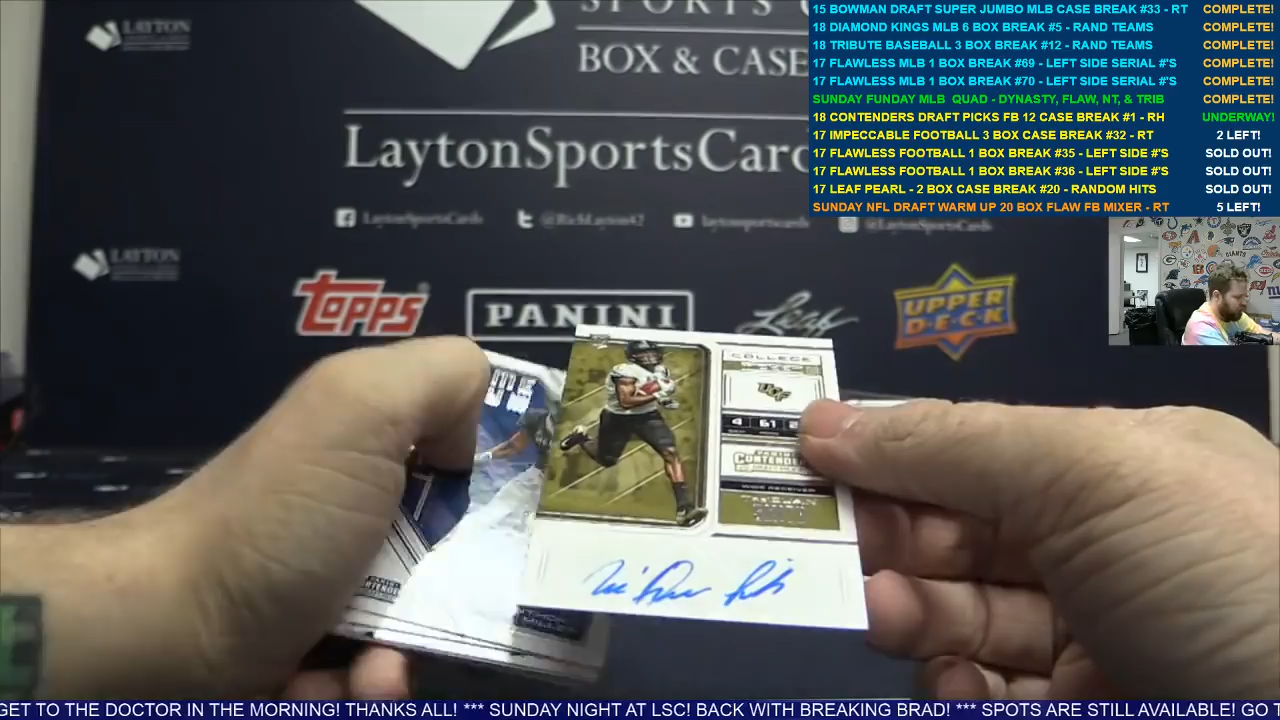 15 BOWMAN DRAFT SUPER JUMBO MLB CASE BREAK #33 - RT COMPLETE!
18 DIAMOND KINGS MLB 6 BOX BREAK #5 - RAND TEAMS COMPLETE!
18 TRIBUTE BASEBALL 3 BOX BREAK #12 - RAND TEAMS COMPLETE!
17 FLAWLESS MLB 1 BOX BREAK #69 - LEFT SIDE SERIAL #'S COMPLETE!
17 FLAWLESS MLB 1 BOX BREAK #70 - LEFT SIDE SERIAL #'S COMPLETE!
SUNDAY FUNDAY MLB QUAD - DYNASTY, FLAW, NT, & TRIB COMPLETE!
18 CONTENDERS DRAFT PICKS FB 12 CASE BREAK #1 - RH UNDERWAY!
17 IMPECCABLE FOOTBALL 3 BOX CASE BREAK #32 - RT 2 LEFT!
17 FLAWLESS FOOTBALL 1 BOX BREAK #35 - LEFT SIDE #'S SOLD OUT!
17 FLAWLESS FOOTBALL 1 BOX BREAK #36 - LEFT SIDE #'S SOLD OUT!
17 LEAF PEARL - 2 BOX CASE BREAK #20 - RANDOM HITS SOLD OUT!
SUNDAY NFL DRAFT WARM UP 20 BOX FLAW FB MIXER - RT 5 LEFT!
LAYTON
SPORTS C
BOX & CASE
LaytonSportsCard
LaytonSportsCards @RichLayton42 laytonsportscards @LaytonSportsCards
LAYTON
TOPPS
PANINI
Leaf
UPPER DECK
COLLEGE
UCF
4 61
CONTENDERS
WIDE RECEIVER
GET TO THE DOCTOR IN THE MORNING! THANKS ALL! *** SUNDAY NIGHT AT LSC! BACK WITH BREAKING BRAD! *** SPOTS ARE STILL AVAILABLE! GO T